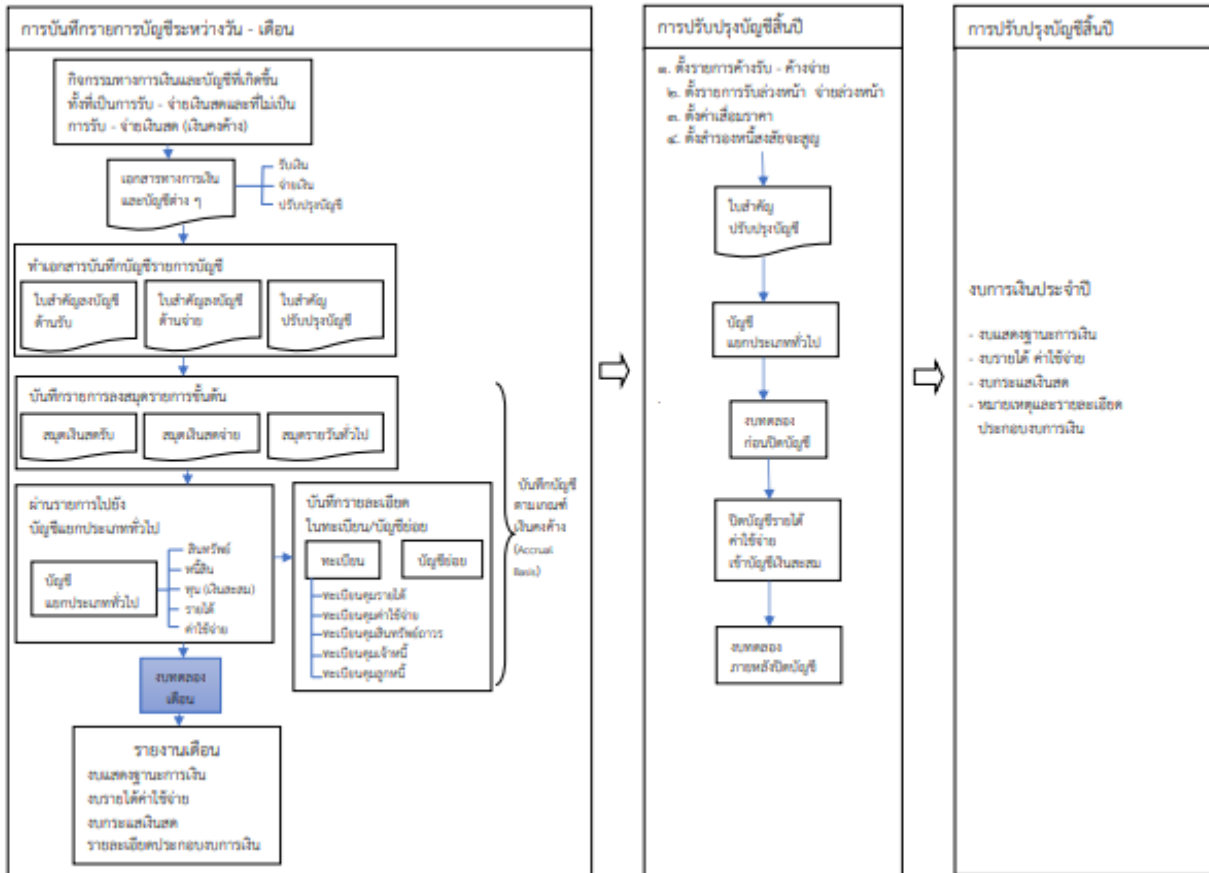 การบันทึกรายการบัญชีระหว่างวัน - เดือน
กิจกรรมทางการเงินและบัญชีที่เกิดขึ้น
ทั้งที่เป็นการรับ - จ่ายเงินสดและที่ไม่เป็น
การรับ - จ่ายเงินสด (เงินคงค้าง)
เอกสารทางการเงิน
และบัญชีต่าง ๆ
รับเงิน
จ่ายเงิน
ปรับปรุงบัญชี
ทำเอกสารบันทึกบัญชีรายการบัญชี
ใบสำคัญลงบัญชี
ด้านรับ
ใบสำคัญลงบัญชี
ด้านจ่าย
ใบสำคัญ
ปรับปรุงบัญชี
บันทึกรายการลงสมุดรายการขั้นต้น
สมุดเงินสดรับ
สมุดเงินสดจ่าย
สมุดรายวันทั่วไป
ผ่านรายการไปยัง
บัญชีแยกประเภททั่วไป
บัญชี
แยกประเภททั่วไป
สินทรัพย์
หนี้สิน
ทุน (เงินสะสม)
รายได้
ค่าใช้จ่าย
บันทึกรายละเอียด
ในทะเบียน/บัญชีย่อย
ทะเบียน
บัญชีย่อย
ทะเบียนคุมรายได้
ทะเบียนคุมค่าใช้จ่าย
ทะเบียนคุมสินทรัพย์ถาวร
ทะเบียนคุมเจ้าหนี้
ทะเบียนคุมลูกหนี้
บันทึกบัญชี
ตามเกณฑ์
เงินคงค้าง
(Accrual
Basis)
งบทดลอง
เดือน
รายงานเดือน
งบแสดงฐานะการเงิน
งบรายได้ค่าใช้จ่าย
งบกระแสเงินสด
รายละเอียดประกอบงบการเงิน
การปรับปรุงบัญชีสิ้นปี
๑. ตั้งรายการค้างรับ - ค้างจ่าย
๒. ตั้งรายการรับล่วงหน้า จ่ายล่วงหน้า
๓. ตั้งค่าเสื่อมราคา
๔. ตั้งสำรองหนี้สงสัยจะสูญ
ใบสำคัญ
ปรับปรุงบัญชี
บัญชี
แยกประเภททั่วไป
งบทดลอง
ก่อนปิดบัญชี
ปิดบัญชีรายได้
ค่าใช้จ่าย
เข้าบัญชีเงินสะสม
งบทดลอง
ภายหลังปิดบัญชี
การปรับปรุงบัญชีสิ้นปี
งบการเงินประจำปี
- งบแสดงฐานะการเงิน
- งบรายได้ ค่าใช้จ่าย
- งบกระแสเงินสด
- หมายเหตุและรายละเอียด
ประกอบงบการเงิน